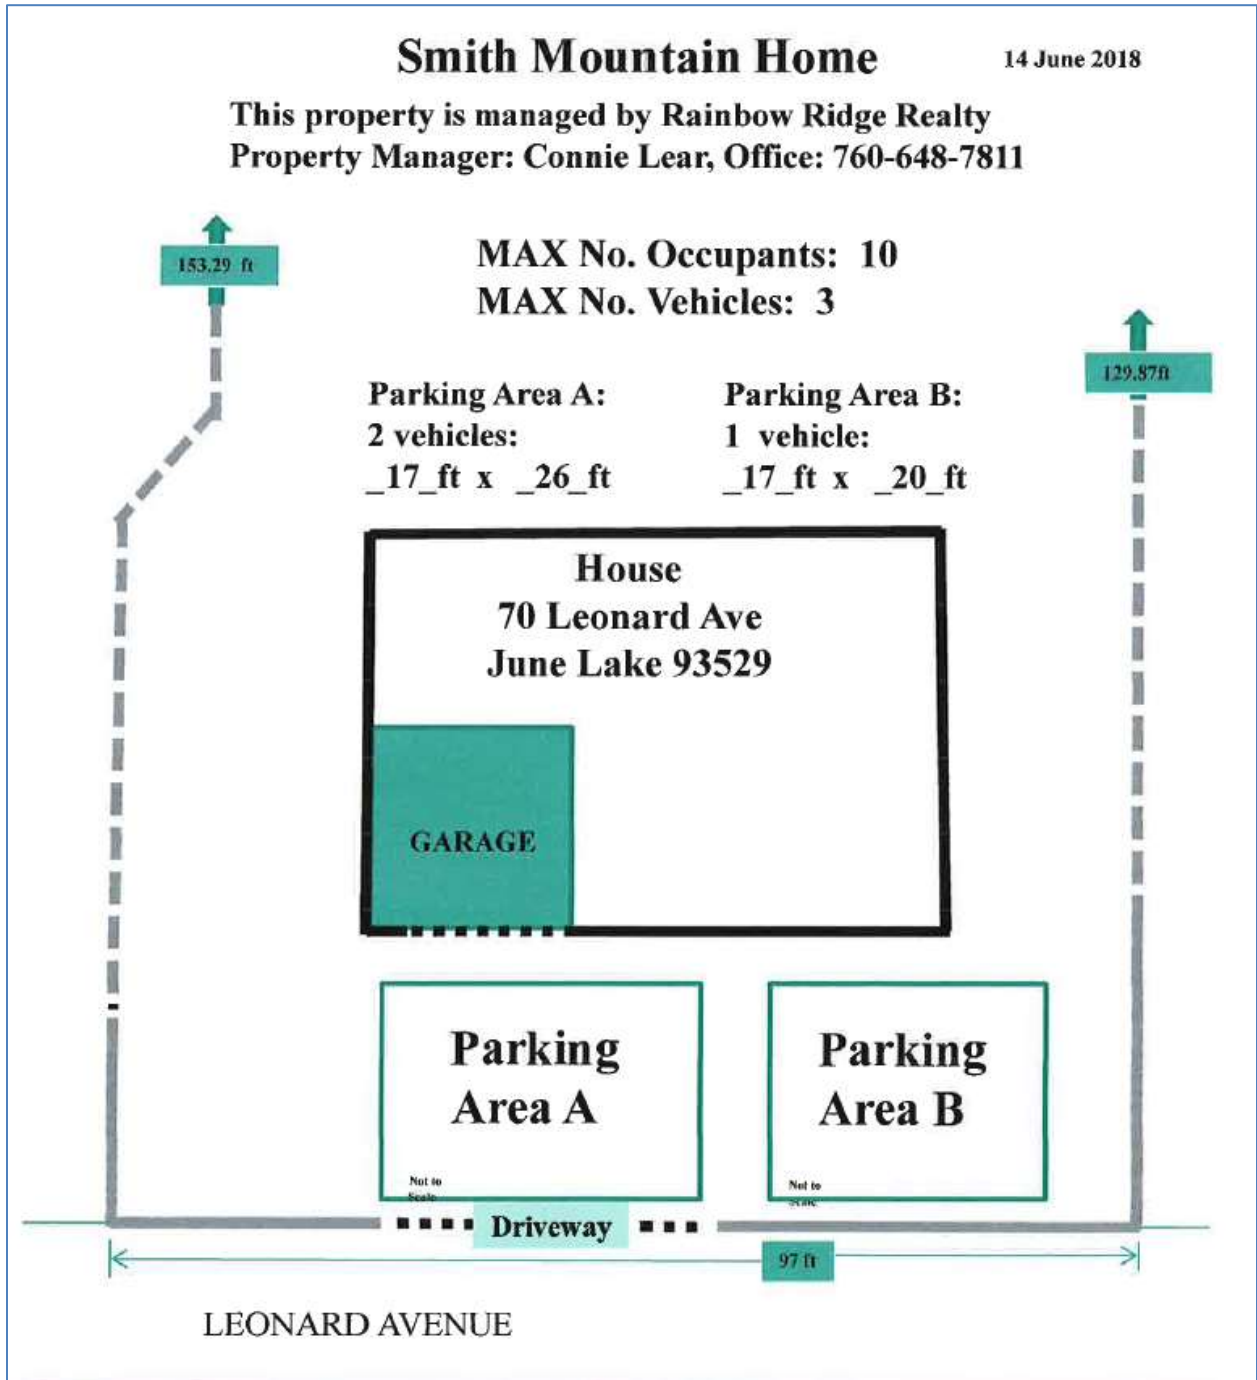 Smith Mountain Home
14 June 2018
This property is managed by Rainbow Ridge Realty
Property Manager: Connie Lear, Office: 760-648-7811
153.29 ft
MAX No. Occupants: 10
MAX No. Vehicles: 3
129.87ft
Parking Area A:
2 vehicles:
_17_ft x _26_ft
Parking Area B:
1 vehicle:
_17_ft x _20_ft
House
70 Leonard Ave
June Lake 93529
GARAGE
Parking
Area A
Not to
Scale
Parking
Area B
Not to
Scale
Driveway
97 ft
LEONARD AVENUE